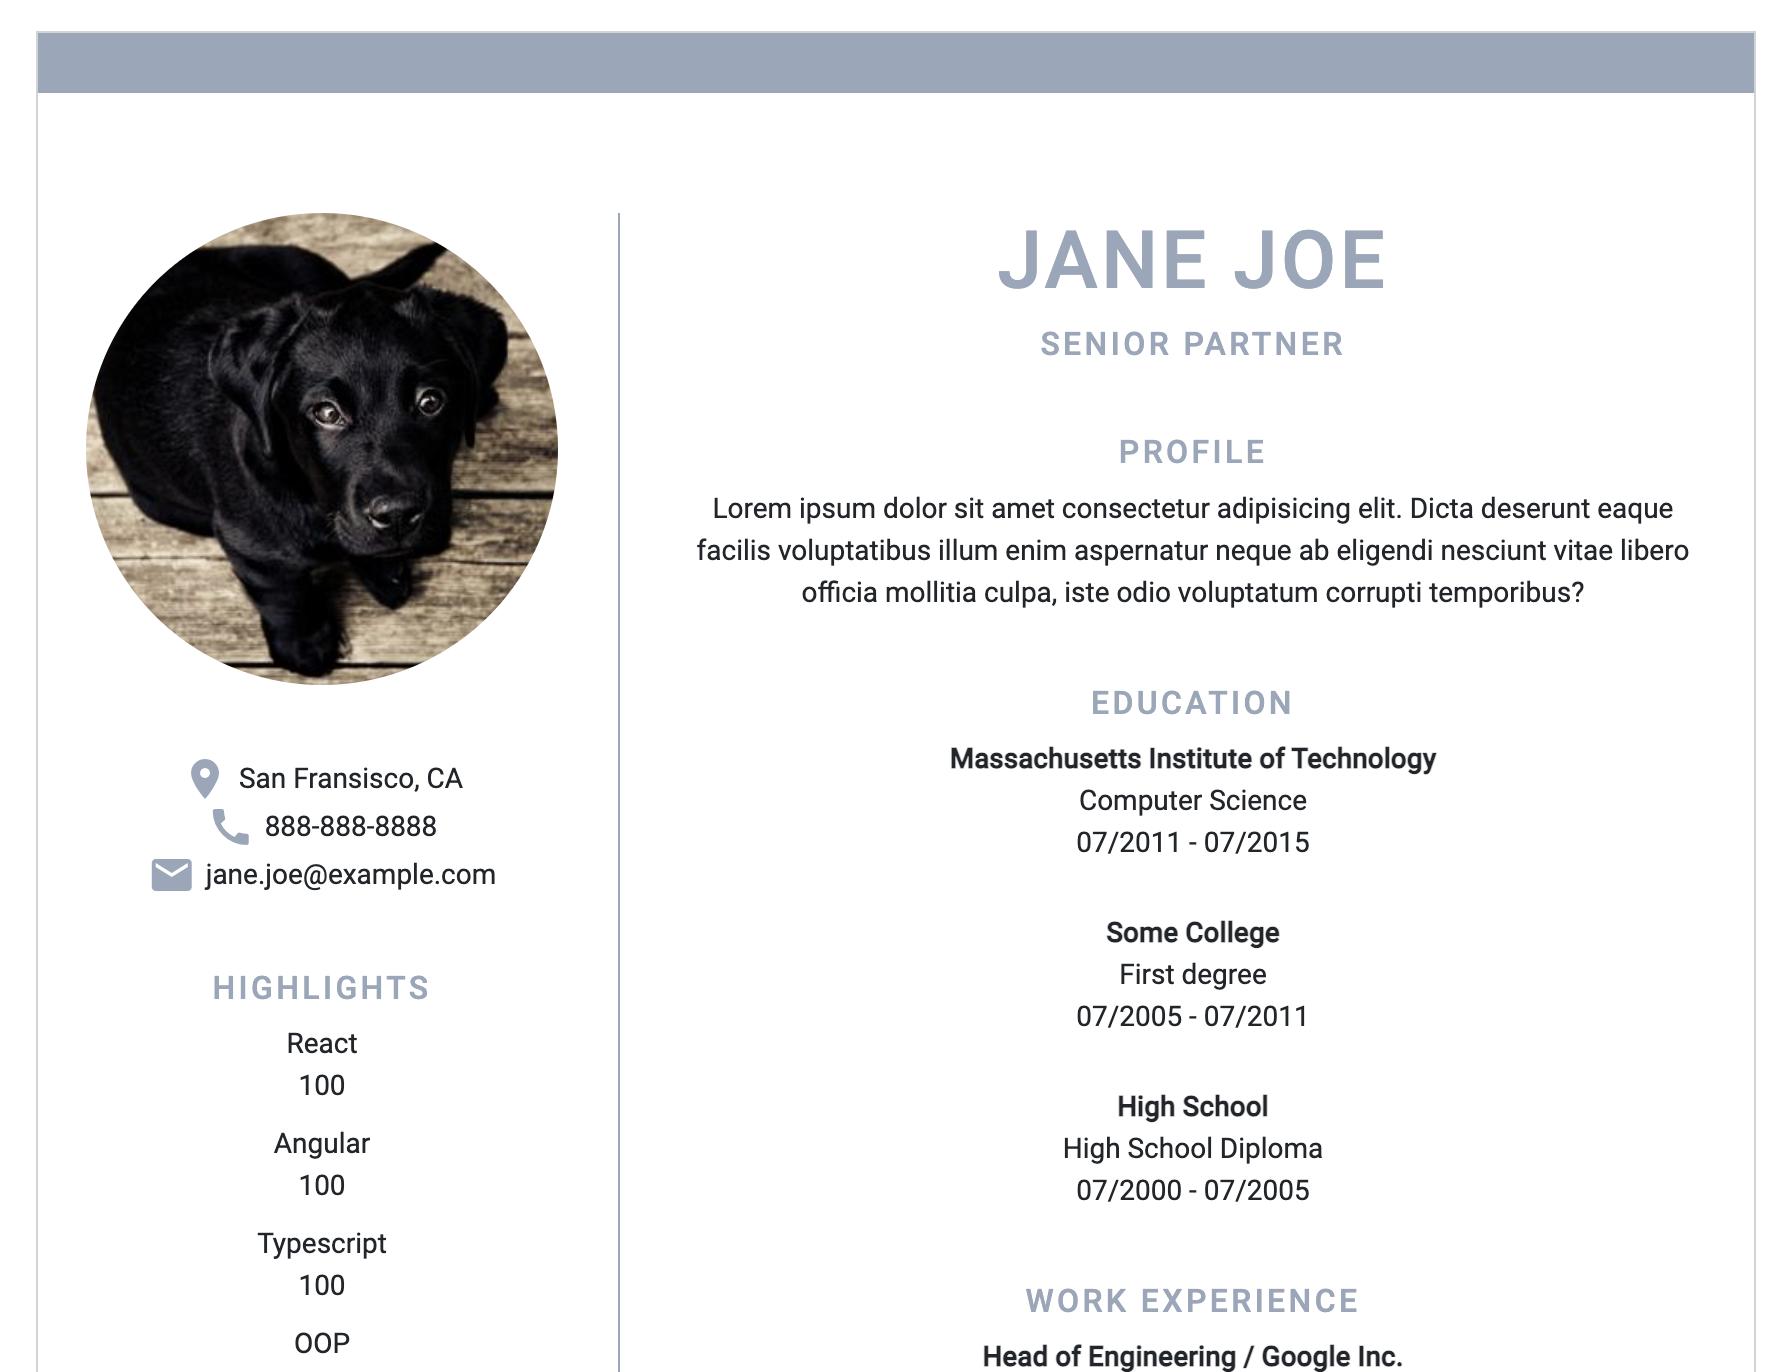 San Fransisco, CA
888-888-8888
jane.joe@example.com
HIGHLIGHTS
React
100
Angular
100
Typescript
100
OOP
JANE JOE
SENIOR PARTNER
PROFILE
Lorem ipsum dolor sit amet consectetur adipisicing elit. Dicta deserunt eaque
facilis voluptatibus illum enim aspernatur neque ab eligendi nesciunt vitae libero
officia mollitia culpa, iste odio voluptatum corrupti temporibus?
EDUCATION
Massachusetts Institute of Technology
Computer Science
07/2011 - 07/2015
Some College
First degree
07/2005 - 07/2011
High School
High School Diploma
07/2000 - 07/2005
WORK EXPERIENCE
Head of Engineering / Google Inc.